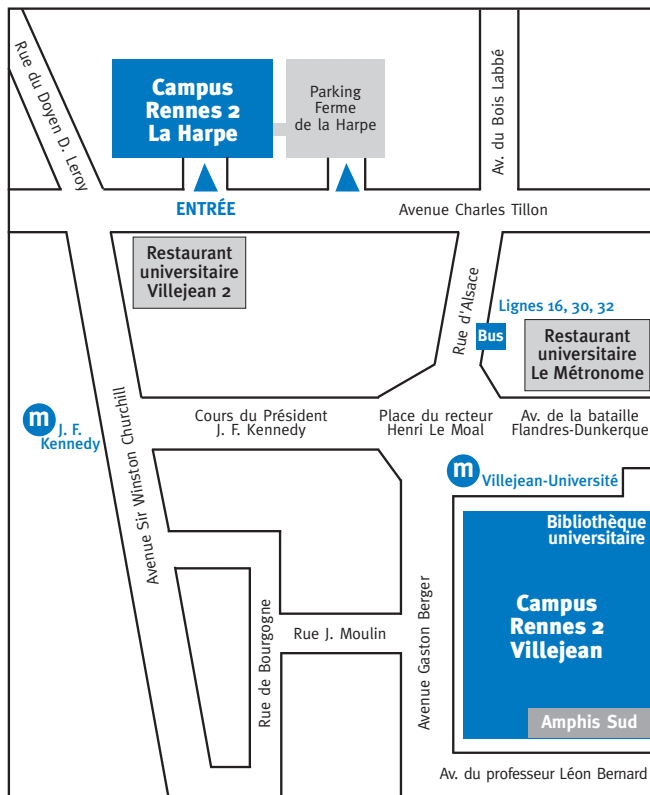 Rue du Doyen D. Leroy
Campus
Rennes 2
La Harpe
Parking
Ferme
de la Harpe
Av. du Bois Labbé
ENTRÉE
Avenue Charles Tillon
Restaurant
universitaire
Villejean 2
Rue d'Alsace
Lignes 16, 30, 32
Bus
Restaurant
universitaire
Le Métronome
m
J. F.
Kennedy
Avenue Sir Winston Churchill
Cours du Président
J. F. Kennedy
Place du recteur
Henri Le Moal
Av. de la bataille
Flandres-Dunkerque
m
Villejean-Université
Bibliothèque
universitaire
Campus
Rennes 2
Villejean
Rue de Bourgogne
Rue J. Moulin
Avenue Gaston Berger
Amphis Sud
Av. du professeur Léon Bernard